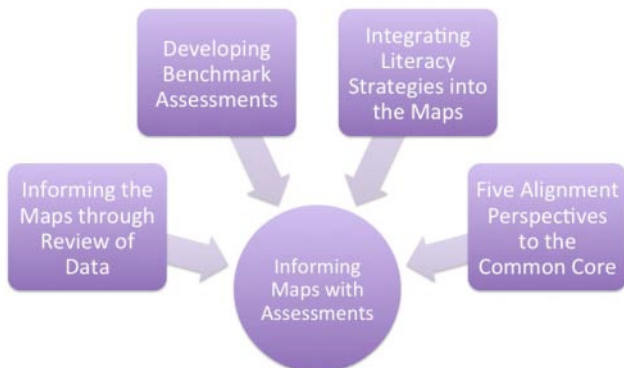 Developing
Benchmark
Assessments
Integrating
Literacy
Strategies into
the Maps
Informing the
Maps through
Review of
Data
Five Alignment
Perspectives
to the
Common Core
Informing
Maps with
Assessments